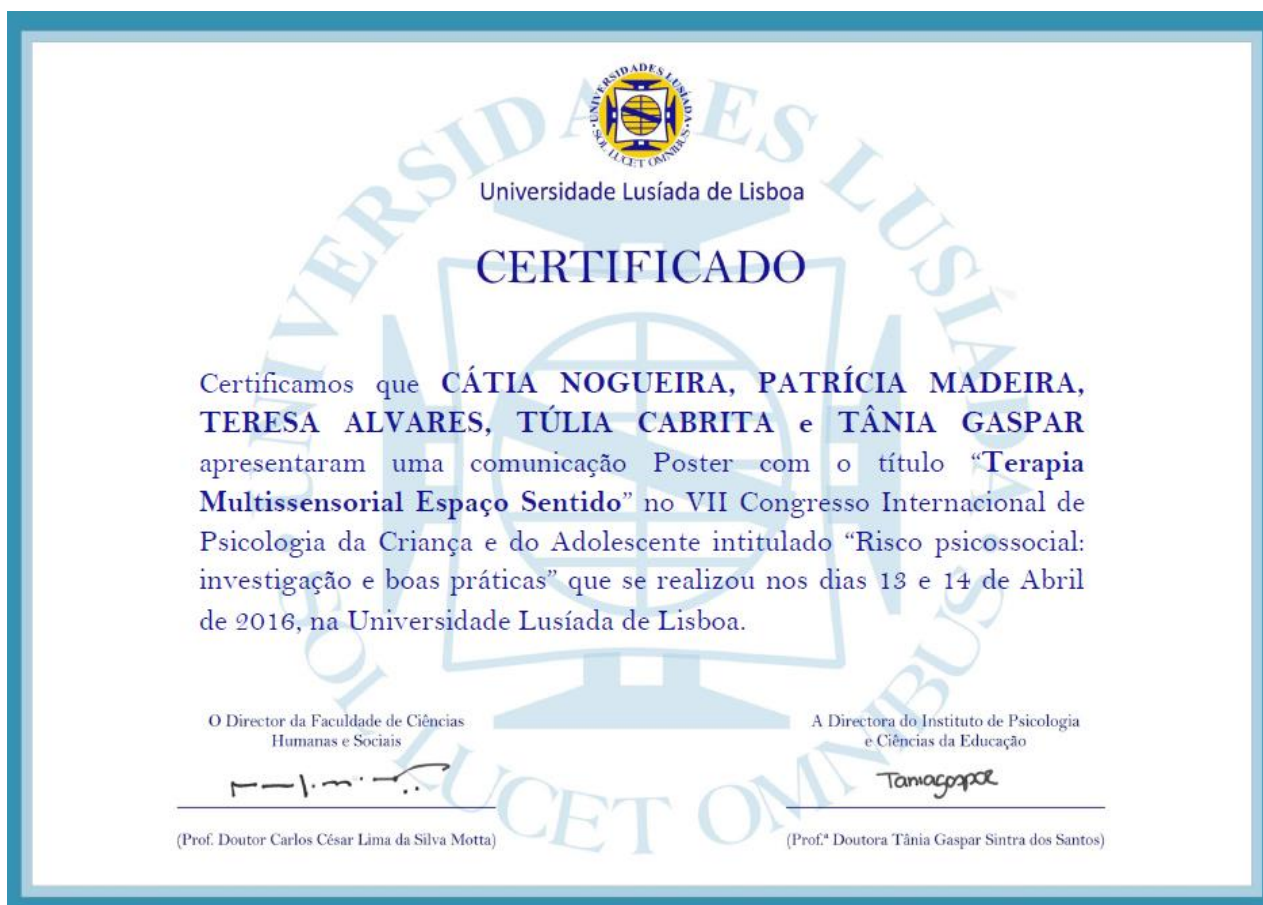 UNIVERSIDADES LUSÍADA
SOL LUCET OMNIBUS
Universidade Lusíada de Lisboa
CERTIFICADO
Certificamos que CÁTIA NOGUEIRA, PATRÍCIA MADEIRA,
TERESA ALVARES, TÚLIA CABRITA e TÂNIA GASPAR
apresentaram uma comunicação Poster com o título “Terapia
Multissensorial Espaço Sentido” no VII Congresso Internacional de
Psicologia da Criança e do Adolescente intitulado “Risco psicossocial:
investigação e boas práticas” que se realizou nos dias 13 e 14 de Abril
de 2016, na Universidade Lusíada de Lisboa.
O Director da Faculdade de Ciências
Humanas e Sociais
(Prof. Doutor Carlos César Lima da Silva Motta)
A Directora do Instituto de Psicologia
e Ciências da Educação
Taniagaspar
(Prof.ª Doutora Tânia Gaspar Sintra dos Santos)
UNIVERSIDADES LUSÍADA
SOL LUCET OMNIBUS